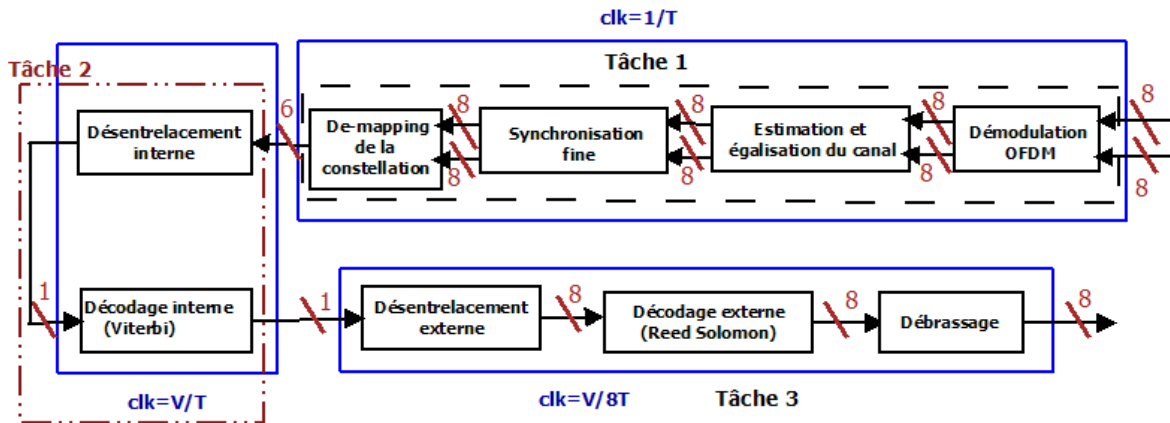 clk=1/T
Tâche 2
Tâche 1
8
8
8
8
6
Désentrelacement
interne
De-mapping
de la
constellation
Synchronisation
fine
Estimation et
égalisation du canal
Démodulation
OFDM
8
8
8
8
1
Décodage interne
(Viterbi)
1
Désentrelacement
externe
8
Décodage externe
(Reed Solomon)
8
Débrassage
8
clk=V/T
clk=V/8T
Tâche 3